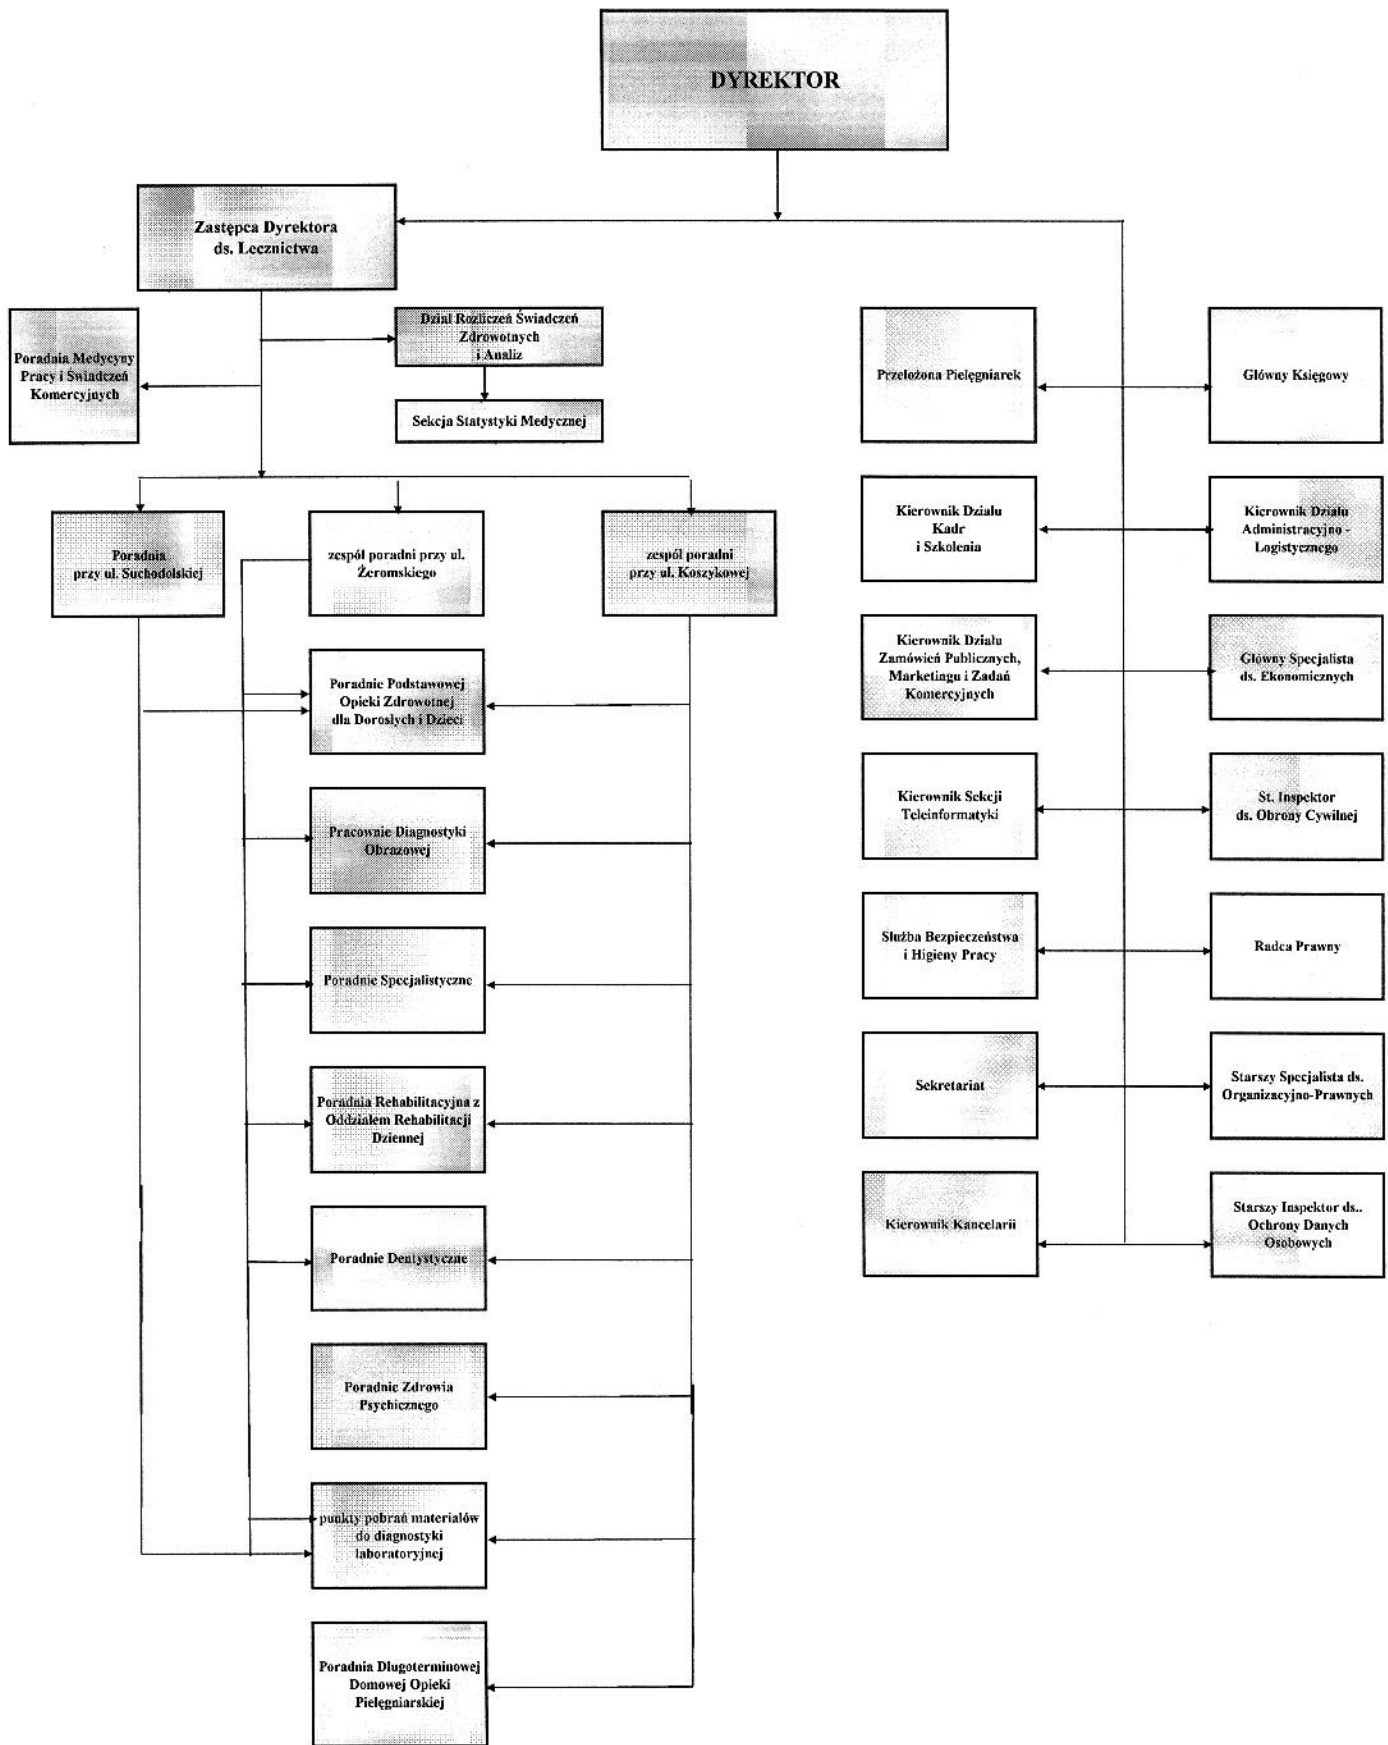 DYREKTOR
Zastępca Dyrektora
ds. Lecznictwa
Poradnia Medycyny
Pracy i Świadczeń
Komercyjnych
Dział Rozliczeń Świadczeń
Zdrowotnych
i Analiz
Sekcja Statystyki Medycznej
Poradnia
przy ul. Suchodolskiej
zespół poradni przy ul.
Żeromskiego
zespół poradni
przy ul. Koszykowej
Poradnie Podstawowej
Opieki Zdrowotnej
dla Dorosłych i Dzieci
Pracownie Diagnostyki
Obrazowej
Poradnie Specjalistyczne
Poradnia Rehabilitacyjna z
Oddziałem Rehabilitacji
Dziennej
Poradnie Dentystyczne
Poradnie Zdrowia
Psychicznego
punkty pobrań materiałów
do diagnostyki
laboratoryjnej
Poradnia Długoterminowej
Domowej Opieki
Pielęgniarskiej
Przełożona Pielęgniarek
Główny Księgowy
Kierownik Działu
Kadr
i Szkolenia
Kierownik Działu
Administracyjno -
Logistycznego
Kierownik Działu
Zamówień Publicznych,
Marketingu i Zadań
Komercyjnych
Główny Specjalista
ds. Ekonomicznych
Kierownik Sekcji
Teleinformatyki
St. Inspektor
ds. Obrony Cywilnej
Służba Bezpieczeństwa
i Higieny Pracy
Radca Prawny
Sekretariat
Starszy Specjalista ds.
Organizacyjno-Prawnych
Kierownik Kancelarii
Starszy Inspektor ds..
Ochrony Danych
Osobowych